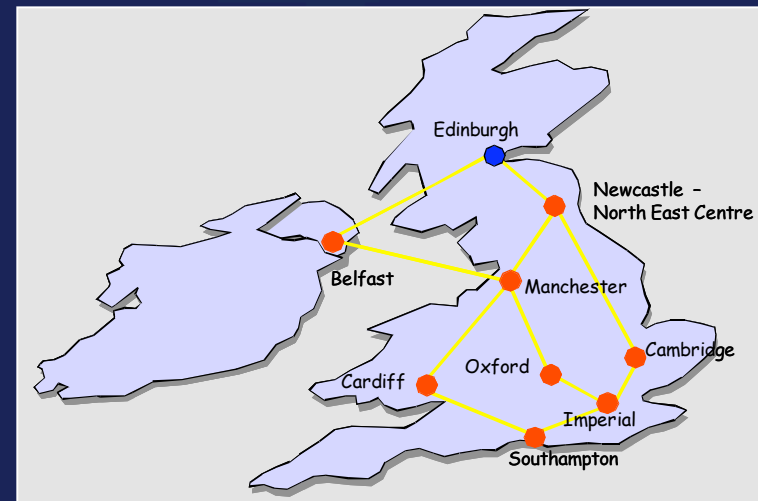 Edinburgh
Newcastle –
North East Centre
Belfast
Manchester
Cambridge
Oxford
Cardiff
Imperial
Southampton